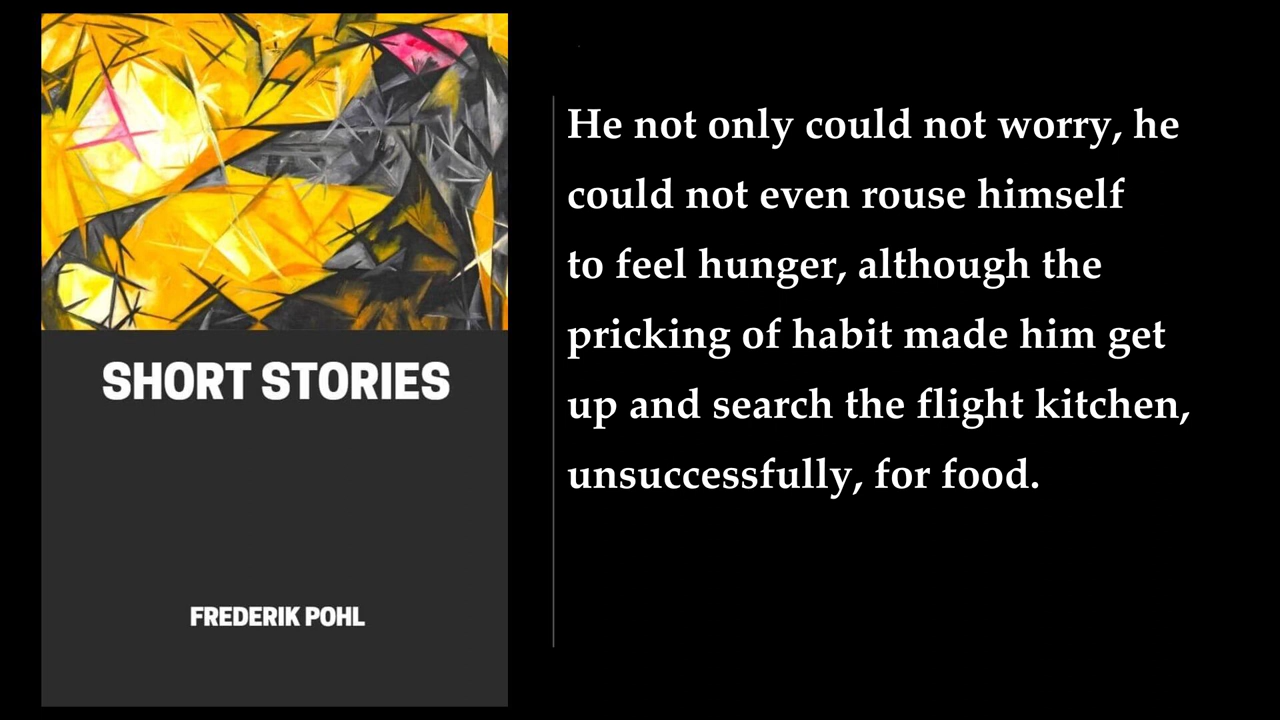 SHORT STORIES
FREDERIK POHL
He not only could not worry, he
could not even rouse himself
to feel hunger, although the
pricking of habit made him get
up and search the flight kitchen,
unsuccessfully, for food.